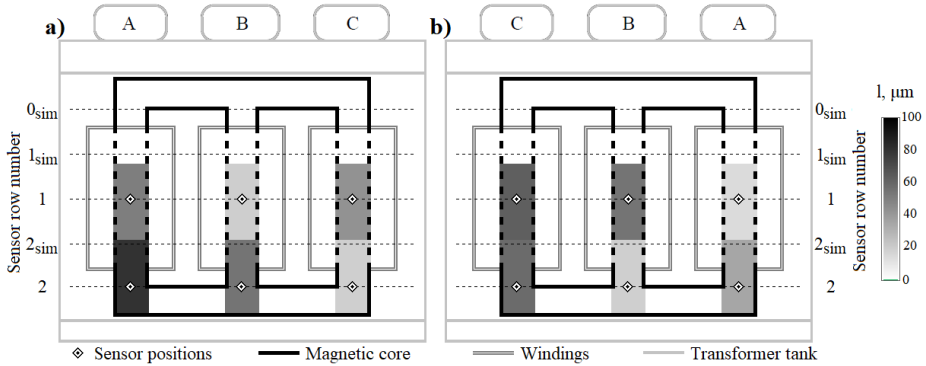 a) A B C
b) C B A
l, μm
0sim 0sim
1sim 1sim
1 1
2sim 2sim
2 2
Sensor row number
Sensor row number
100
80
60
40
20
0
Sensor positions Magnetic core Windings Transformer tank